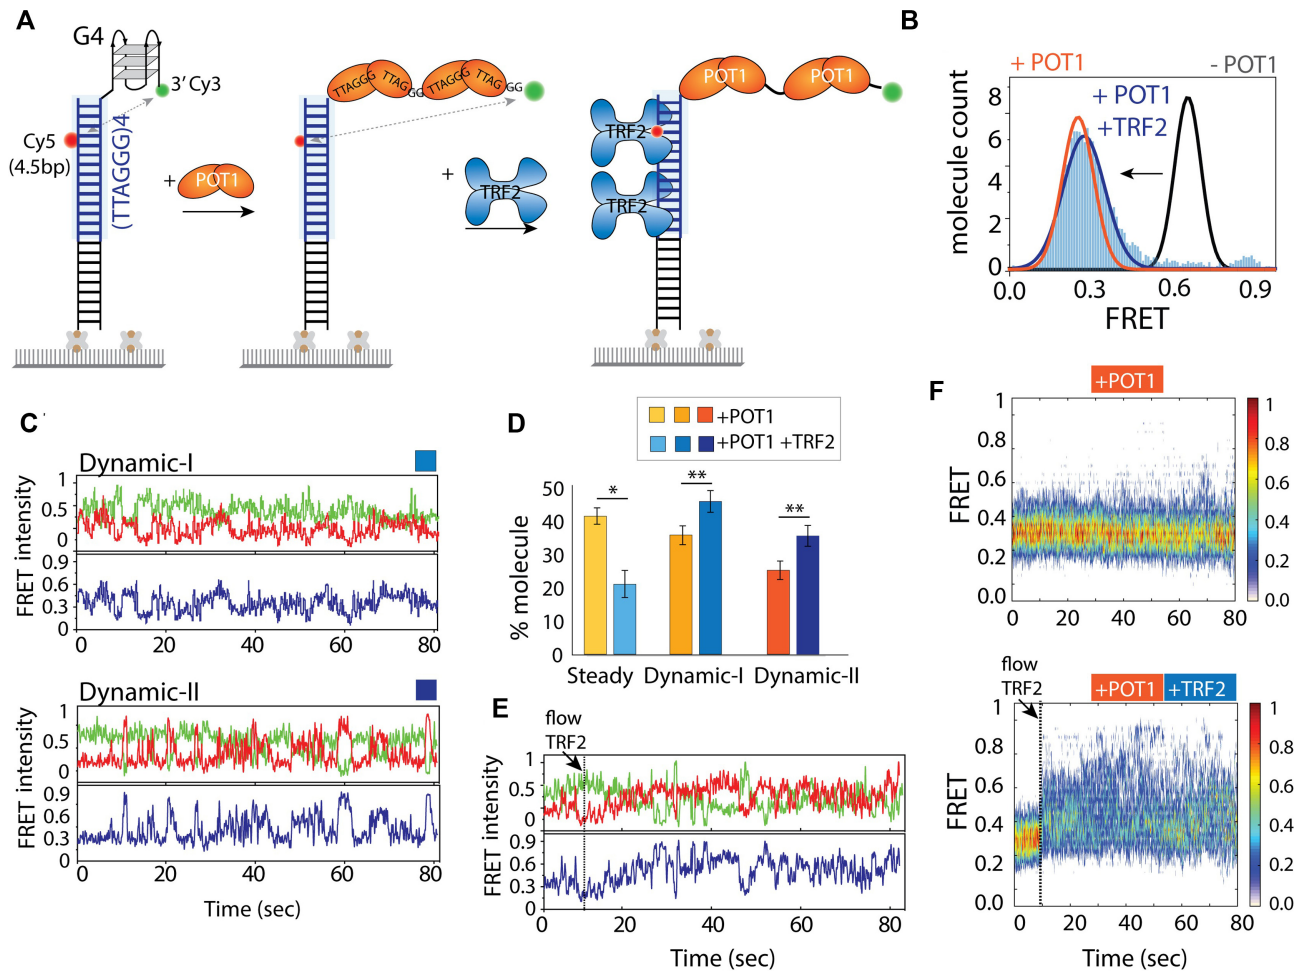 A
G4
3' Cy3
Cy5
(4.5bp)
(TTAGGG)4
+
POT1
TTAGGG
TTAG
GG
TTAGGG
TTAG
GG
+
TRF2
POT1
POT1
TRF2
TRF2
B
+ POT1
- POT1
+ POT1
+TRF2
molecule count
8
6
4
2
0
0.0
0.3
0.6
0.9
FRET
C
Dynamic-I
FRET intensity
1
0.5
0
0.9
0.6
0.3
0
0
20
40
60
80
Dynamic-II
FRET intensity
1
0.5
0
0.9
0.6
0.3
0
0
20
40
60
80
Time (sec)
D
+POT1
+POT1 +TRF2
% molecule
50
40
30
20
10
0
*
**
**
Steady
Dynamic-I
Dynamic-II
E
flow
TRF2
FRET intensity
1
0.5
0
0.9
0.6
0.3
0
0
20
40
60
80
Time (sec)
F
+POT1
FRET
1
0.8
0.6
0.4
0.2
0.0
0
20
40
60
80
1
0.8
0.6
0.4
0.2
0.0
flow
TRF2
+POT1
+TRF2
FRET
1
0.8
0.6
0.4
0.2
0.0
0
20
40
60
80
1
0.8
0.6
0.4
0.2
0.0
Time (sec)